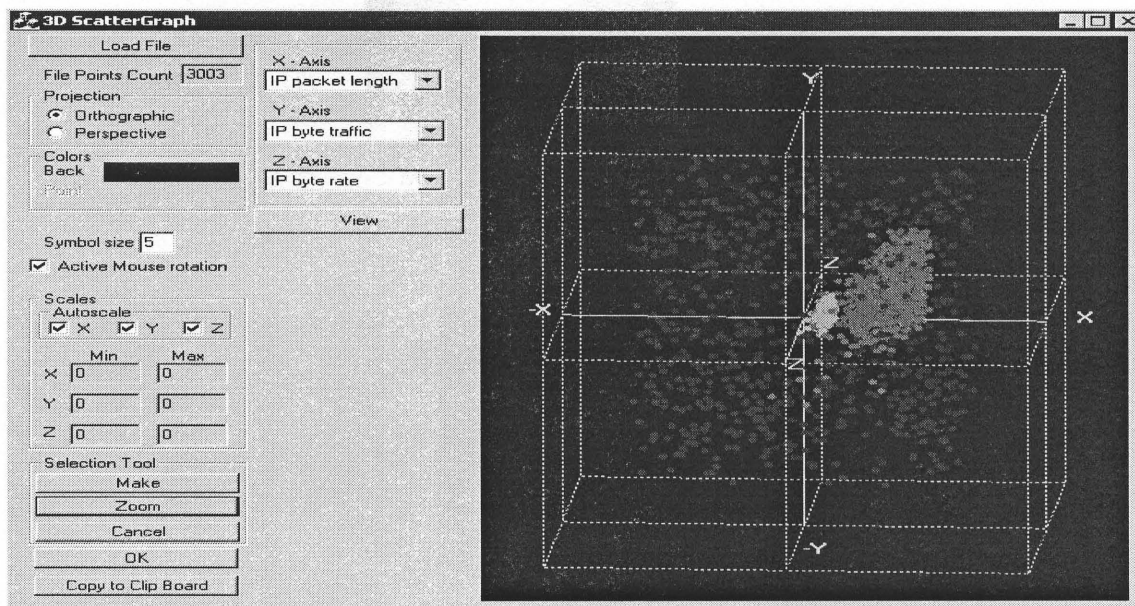 3D ScatterGraph
Load File
File Points Count 3003
Projection
Orthographic
Perspective
Colors
Back
Point
Symbol size 5
Active Mouse rotation
Scales
Autoscale
X Y Z
Min Max
X 0 0
Y 0 0
Z 0 0
Selection Tool
Make
Zoom
Cancel
OK
Copy to Clip Board
X - Axis
IP packet length
Y - Axis
IP byte traffic
Z - Axis
IP byte rate
View
Y
Z
-X
X
Z
-Y